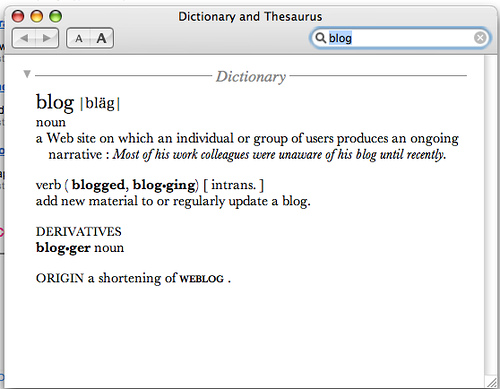 Dictionary and Thesaurus
A A
blog
Dictionary
blog |bläg|
noun
a Web site on which an individual or group of users produces an ongoing
narrative : Most of his work colleagues were unaware of his blog until recently.
verb ( blogged, blog•ging) [ intrans. ]
add new material to or regularly update a blog.
DERIVATIVES
blog•ger noun
ORIGIN a shortening of WEBLOG .